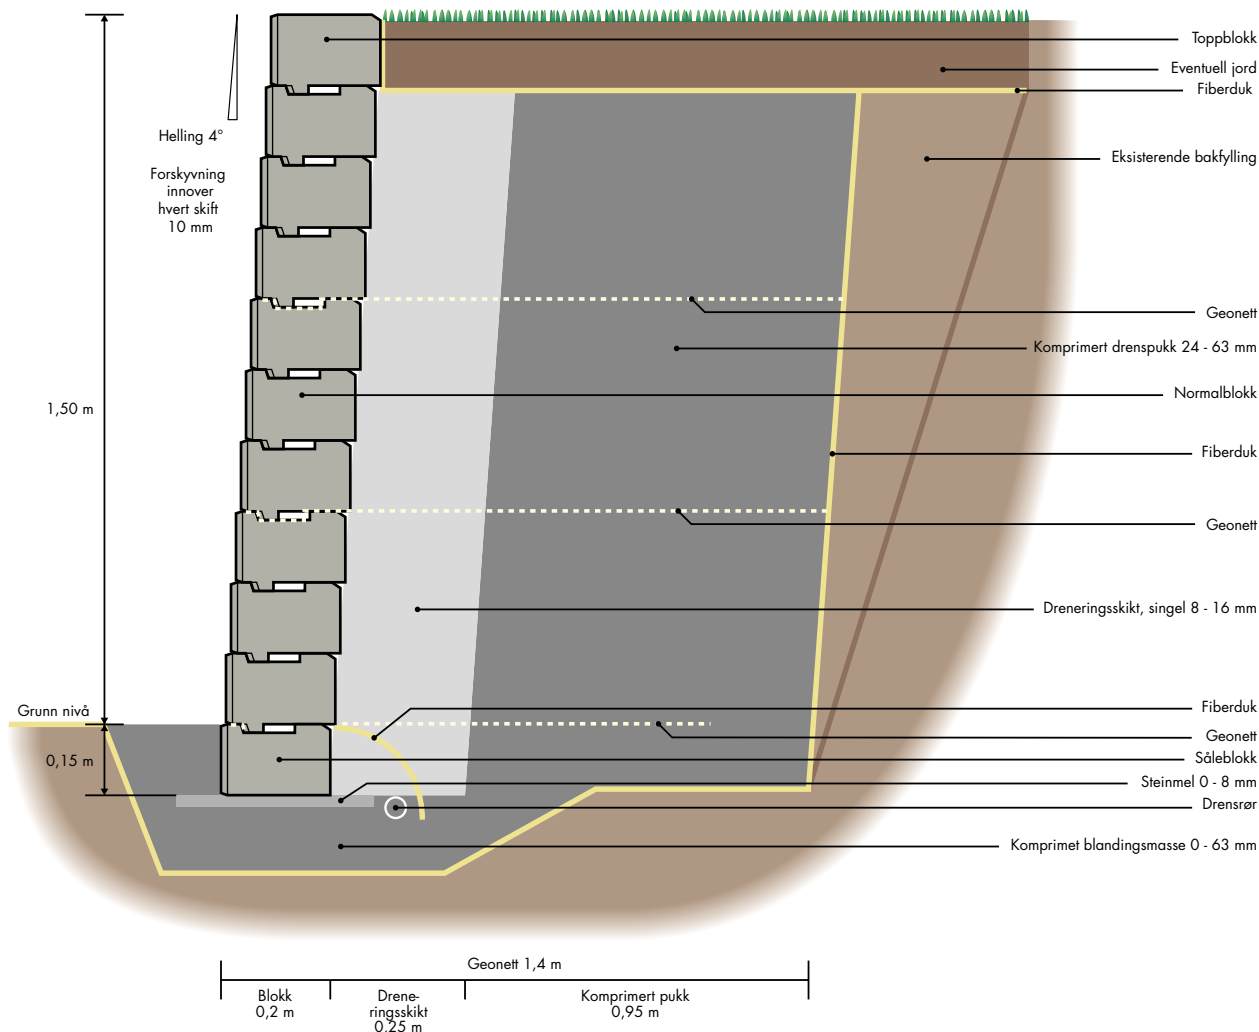 Toppblokk
Eventuell jord
Fiberduk
Helling 4°
Eksisterende bakfylling
Forskyvning
innover
hvert skift
10 mm
Geonett
Komprimert drenspukk 24 - 63 mm
Normalblokk
1,50 m
Fiberduk
Geonett
Dreneringsskikt, singel 8 - 16 mm
Grunn nivå
Fiberduk
Geonett
0,15 m
Såleblokk
Steinmel 0 - 8 mm
Drensrør
Komprimet blandingsmasse 0 - 63 mm
Geonett 1,4 m
Blokk
0,2 m
Drene-
ringsskikt
0,25 m
Komprimert pukk
0,95 m